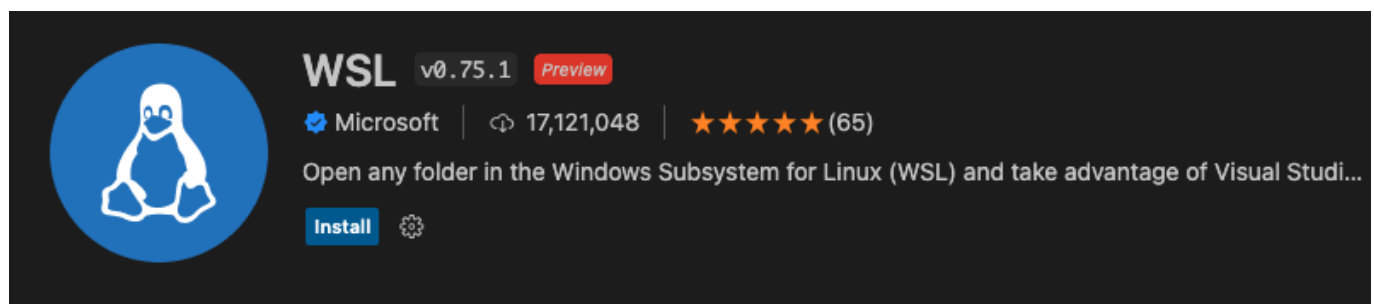 WSL v0.75.1 Preview
Microsoft 17,121,048 (65)
Open any folder in the Windows Subsystem for Linux (WSL) and take advantage of Visual Studi...
Install